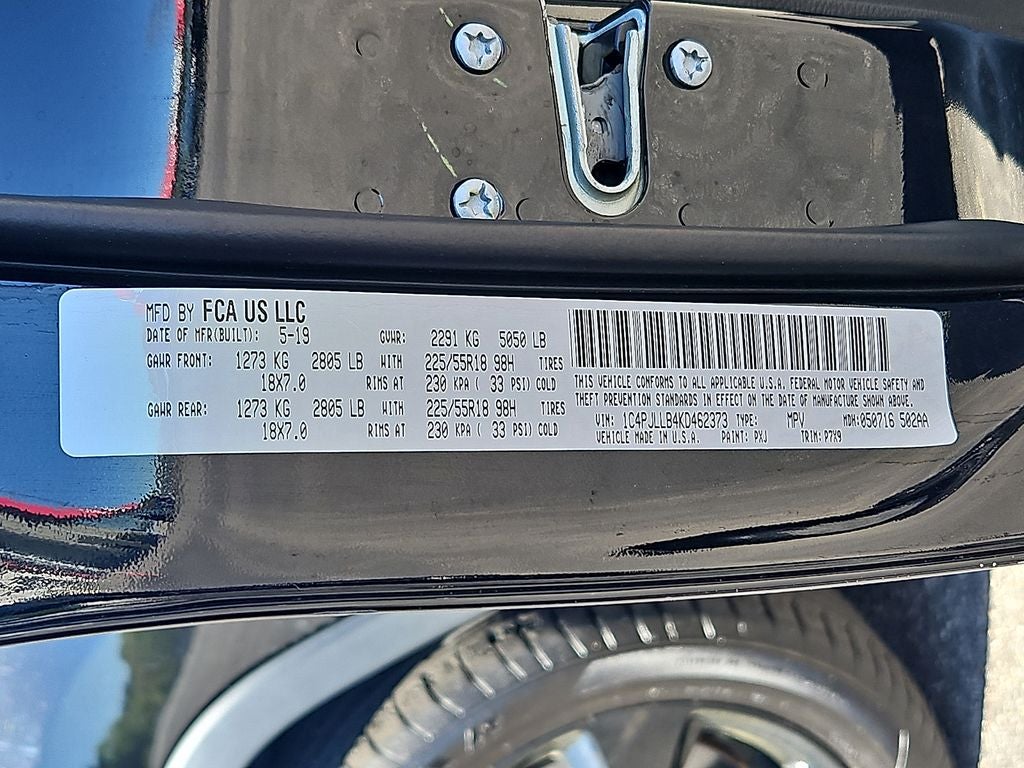 MFD BY FCA US LLC
DATE OF MFR(BUILT): 5-19 GVWR: 2291 KG 5050 LB
GAWR FRONT: 1273 KG 2805 LB WITH 225/55R18 98H TIRES
18X7.0 RIMS AT 230 KPA ( 33 PSI) COLD
GAWR REAR: 1273 KG 2805 LB WITH 225/55R18 98H TIRES
18X7.0 RIMS AT 230 KPA ( 33 PSI) COLD
THIS VEHICLE CONFORMS TO ALL APPLICABLE U.S.A. FEDERAL MOTOR VEHICLE SAFETY AND
THEFT PREVENTION STANDARDS IN EFFECT ON THE DATE OF MANUFACTURE SHOWN ABOVE.
VIN: 1C4PJLLB4KD462373 TYPE: MPV MDH:050716 502AA
VEHICLE MADE IN U.S.A. PAINT: PXJ TRIM: P7X9